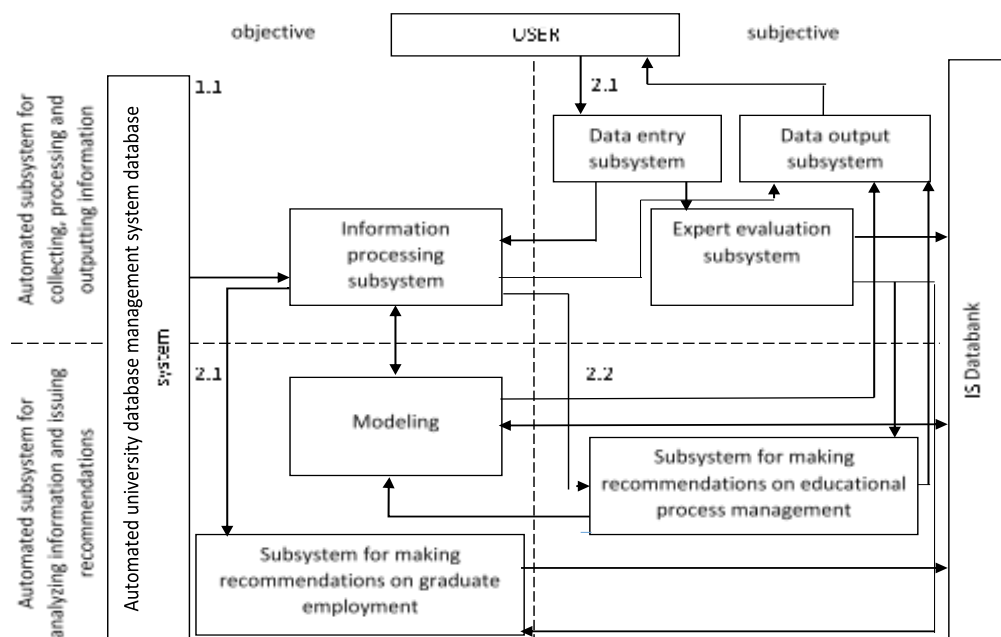 objective
USER
subjective
1.1
2.1
Automated subsystem for
collecting, processing and
outputting information
Automated university database management system database
system
Data entry
subsystem
Data output
subsystem
Information
processing
subsystem
Expert evaluation
subsystem
IS Databank
2.1
2.2
Automated subsystem for
analyzing information and issuing
recommendations
Modeling
Subsystem for making
recommendations on educational
process management
Subsystem for making
recommendations on graduate
employment